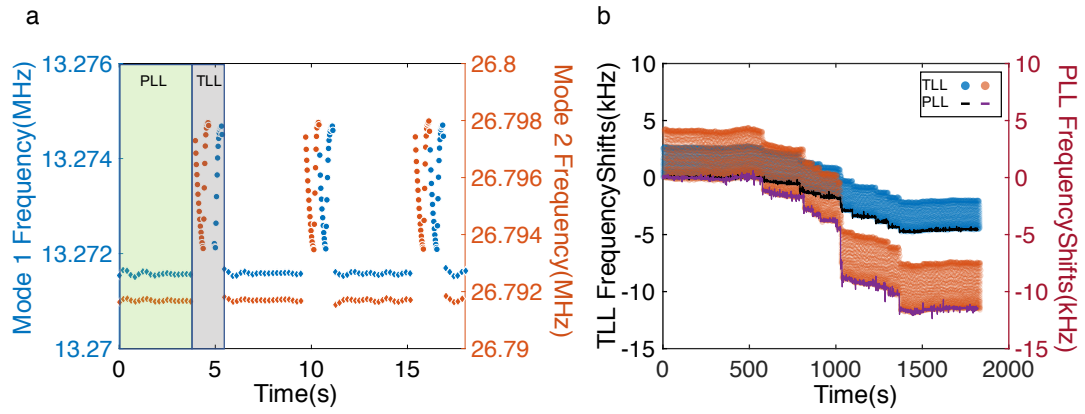 a
PLL
TLL
13.276
13.274
13.272
13.27
Mode 1 Frequency(MHz)
26.8
26.798
26.796
26.794
26.792
26.79
Mode 2 Frequency(MHz)
0
5
10
15
Time(s)
b
TLL
PLL
10
5
0
-5
-10
-15
TLL FrequencyShifts(kHz)
10
5
0
-5
-10
-15
PLL FrequencyShifts(kHz)
0
500
1000
1500
2000
Time(s)